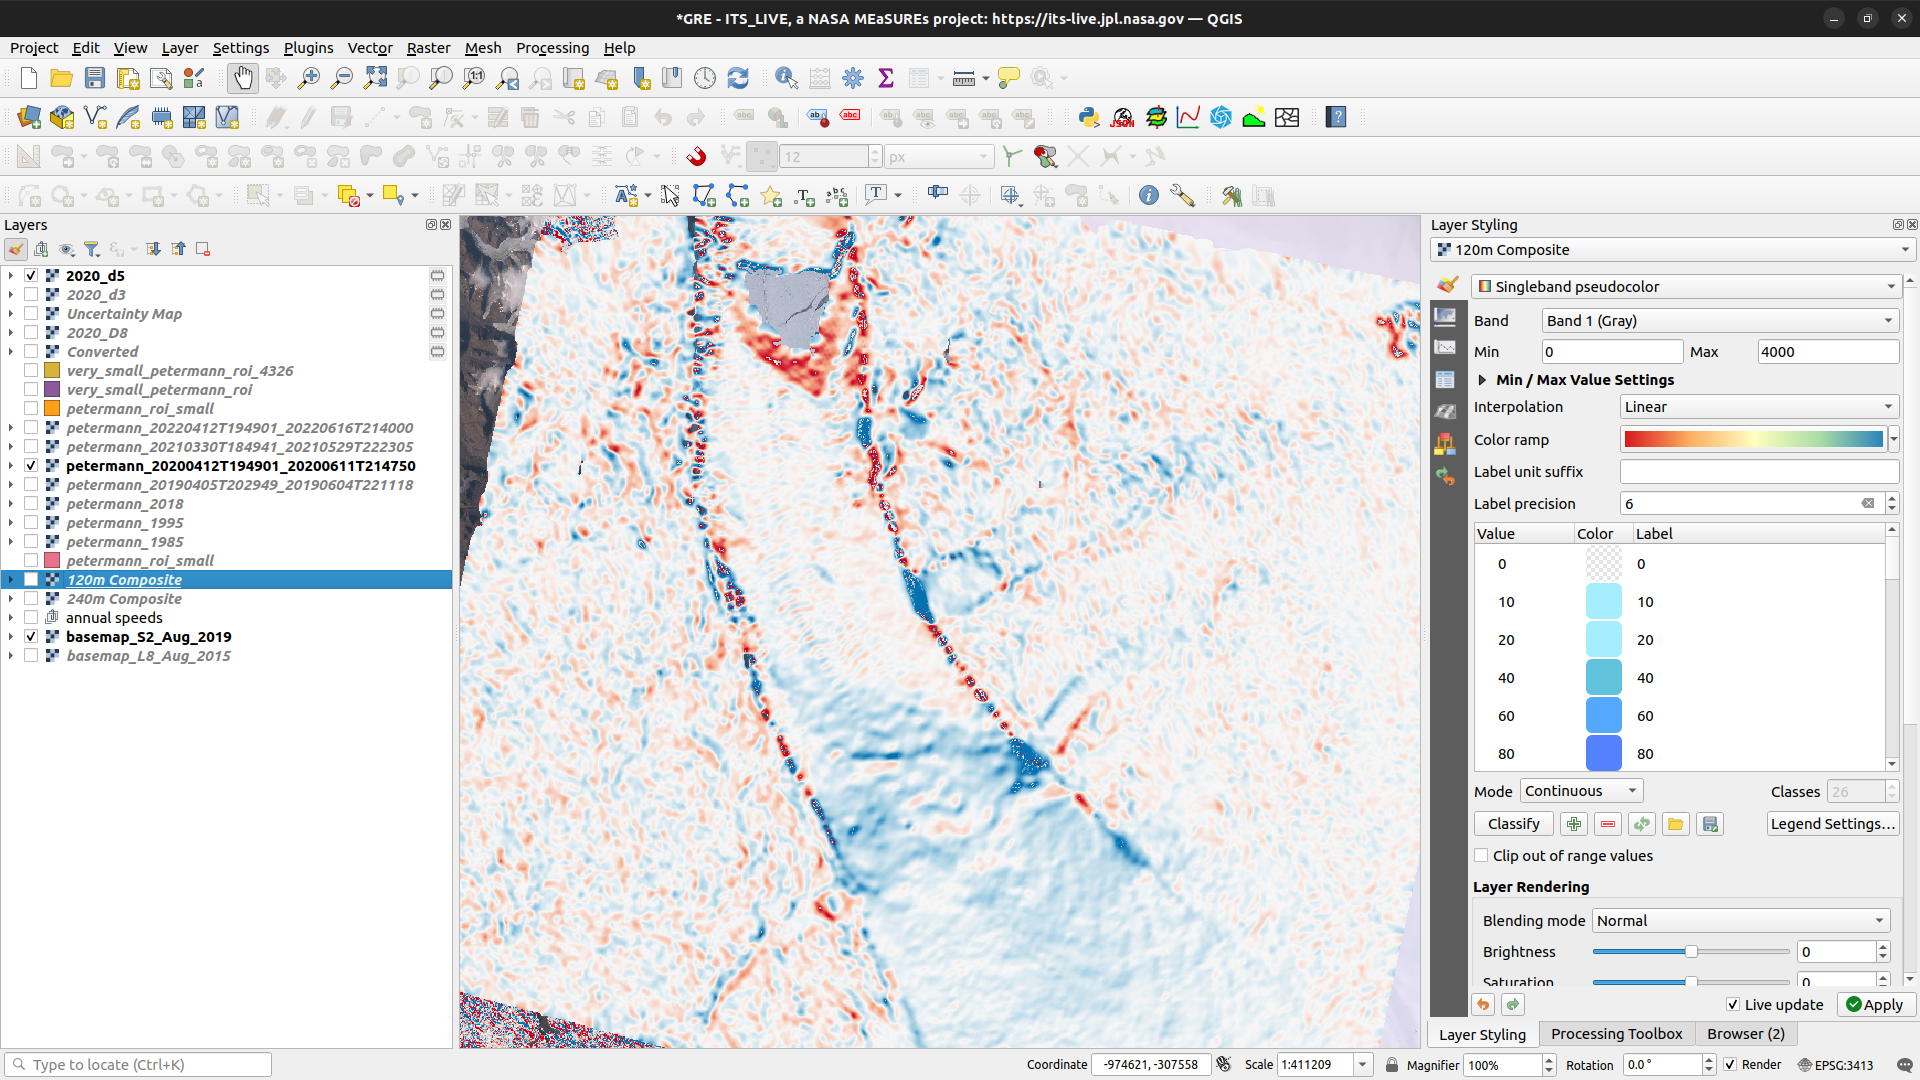 *GRE - ITS_LIVE, a NASA MEaSUREs project: https://its-live.jpl.nasa.gov — QGIS
Project Edit View Layer Settings Plugins Vector Raster Mesh Processing Help
12 px
Layers
2020_d5
2020_d3
Uncertainty Map
2020_D8
Converted
very_small_petermann_roi_4326
very_small_petermann_roi
petermann_roi_small
petermann_20220412T194901_20220616T214000
petermann_20210330T184941_20210529T222305
petermann_20200412T194901_20200611T214750
petermann_20190405T202949_20190604T221118
petermann_2018
petermann_1995
petermann_1985
petermann_roi_small
120m Composite
240m Composite
annual speeds
basemap_S2_Aug_2019
basemap_L8_Aug_2015
Layer Styling
120m Composite
Singleband pseudocolor
Band Band 1 (Gray)
Min 0 Max 4000
Min / Max Value Settings
Interpolation Linear
Color ramp
Label unit suffix
Label precision 6
Value Color Label
0 0
10 10
20 20
40 40
60 60
80 80
Mode Continuous Classes 26
Classify Legend Settings...
Clip out of range values
Layer Rendering
Blending mode Normal
Brightness 0
Saturation 0
Live update Apply
Layer Styling Processing Toolbox Browser (2)
Type to locate (Ctrl+K) Coordinate -974621, -307558 Scale 1:411209 Magnifier 100% Rotation 0.0 ° Render EPSG:3413